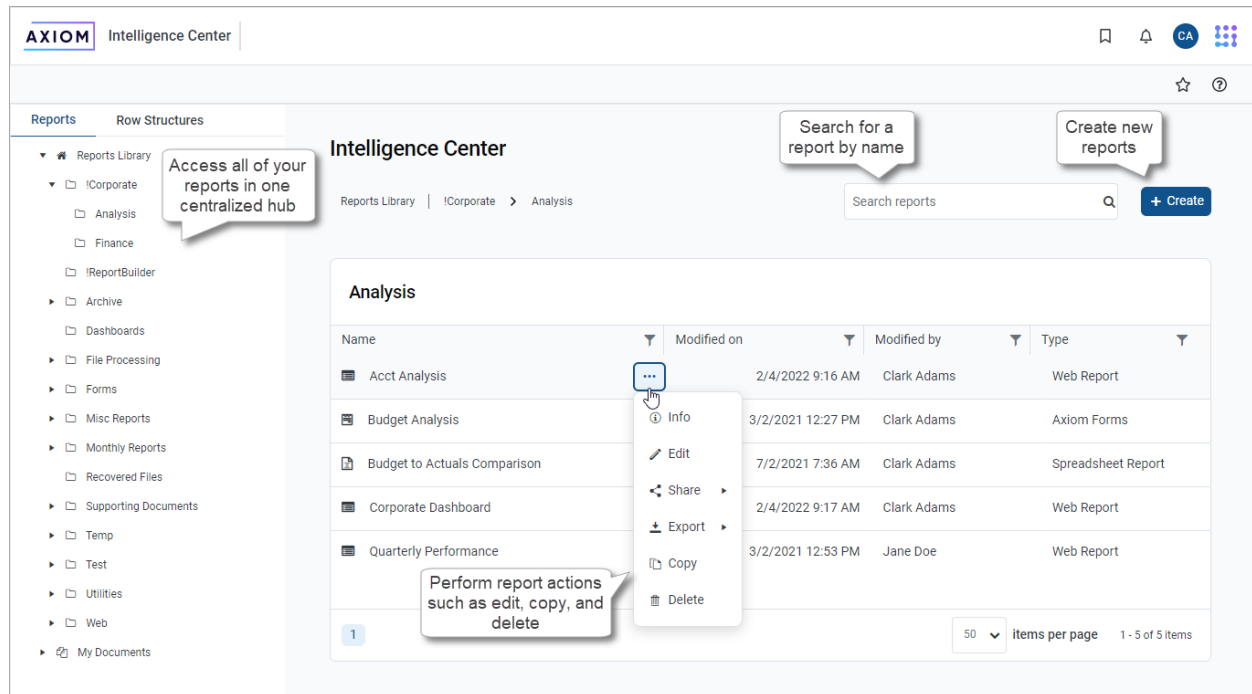 AXIOM Intelligence Center
CA
Reports Row Structures
Reports Library
!Corporate
Analysis
Finance
!ReportBuilder
Archive
Dashboards
File Processing
Forms
Misc Reports
Monthly Reports
Recovered Files
Supporting Documents
Temp
Test
Utilities
Web
My Documents
Access all of your
reports in one
centralized hub
Intelligence Center
Reports Library | !Corporate > Analysis
Search for a
report by name
Create new
reports
Search reports
+ Create
Analysis
Name Modified on Modified by Type
Acct Analysis ... 2/4/2022 9:16 AM Clark Adams Web Report
Budget Analysis 3/2/2021 12:27 PM Clark Adams Axiom Forms
Budget to Actuals Comparison 7/2/2021 7:36 AM Clark Adams Spreadsheet Report
Corporate Dashboard 2/4/2022 9:17 AM Clark Adams Web Report
Quarterly Performance 3/2/2021 12:53 PM Jane Doe Web Report
Info
Edit
Share
Export
Copy
Delete
Perform report actions
such as edit, copy, and
delete
1
50 items per page 1 - 5 of 5 items